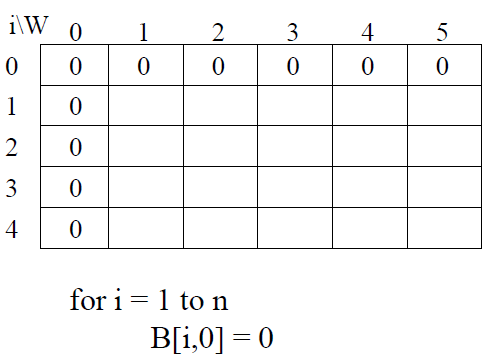 i\W 0 1 2 3 4 5
0 0 0 0 0 0 0
1 0
2 0
3 0
4 0
for i = 1 to n
B[i,0] = 0